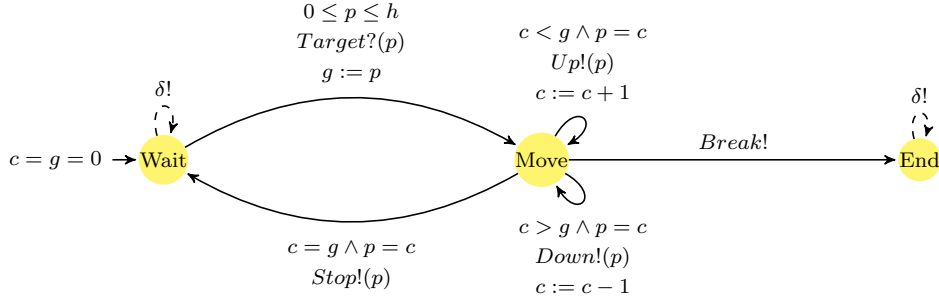 0 ≤ p ≤ h
Target?(p)
g := p
c < g ∧ p = c
Up!(p)
c := c + 1
δ!
δ!
c = g = 0
Wait
Move
Break!
End
c = g ∧ p = c
Stop!(p)
c > g ∧ p = c
Down!(p)
c := c − 1